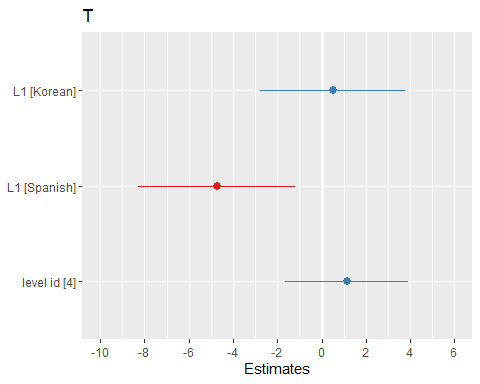 T
L1 [Korean]
L1 [Spanish]
level id [4]
-10 -8 -6 -4 -2 0 2 4 6
Estimates